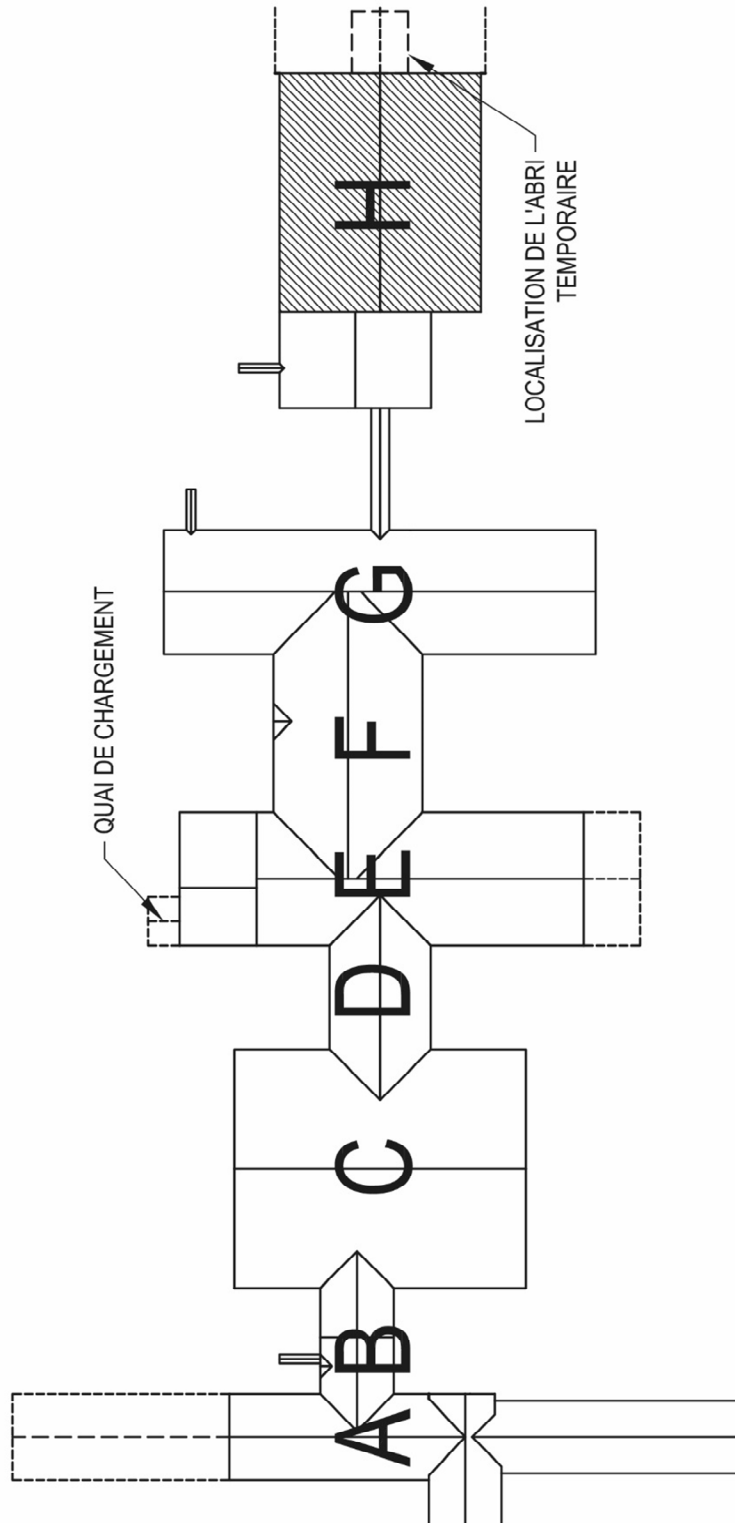 QUAI DE CHARGEMENT
LOCALISATION DE L'ABRI
TEMPORAIRE
A
B
C
D
E
F
G
H